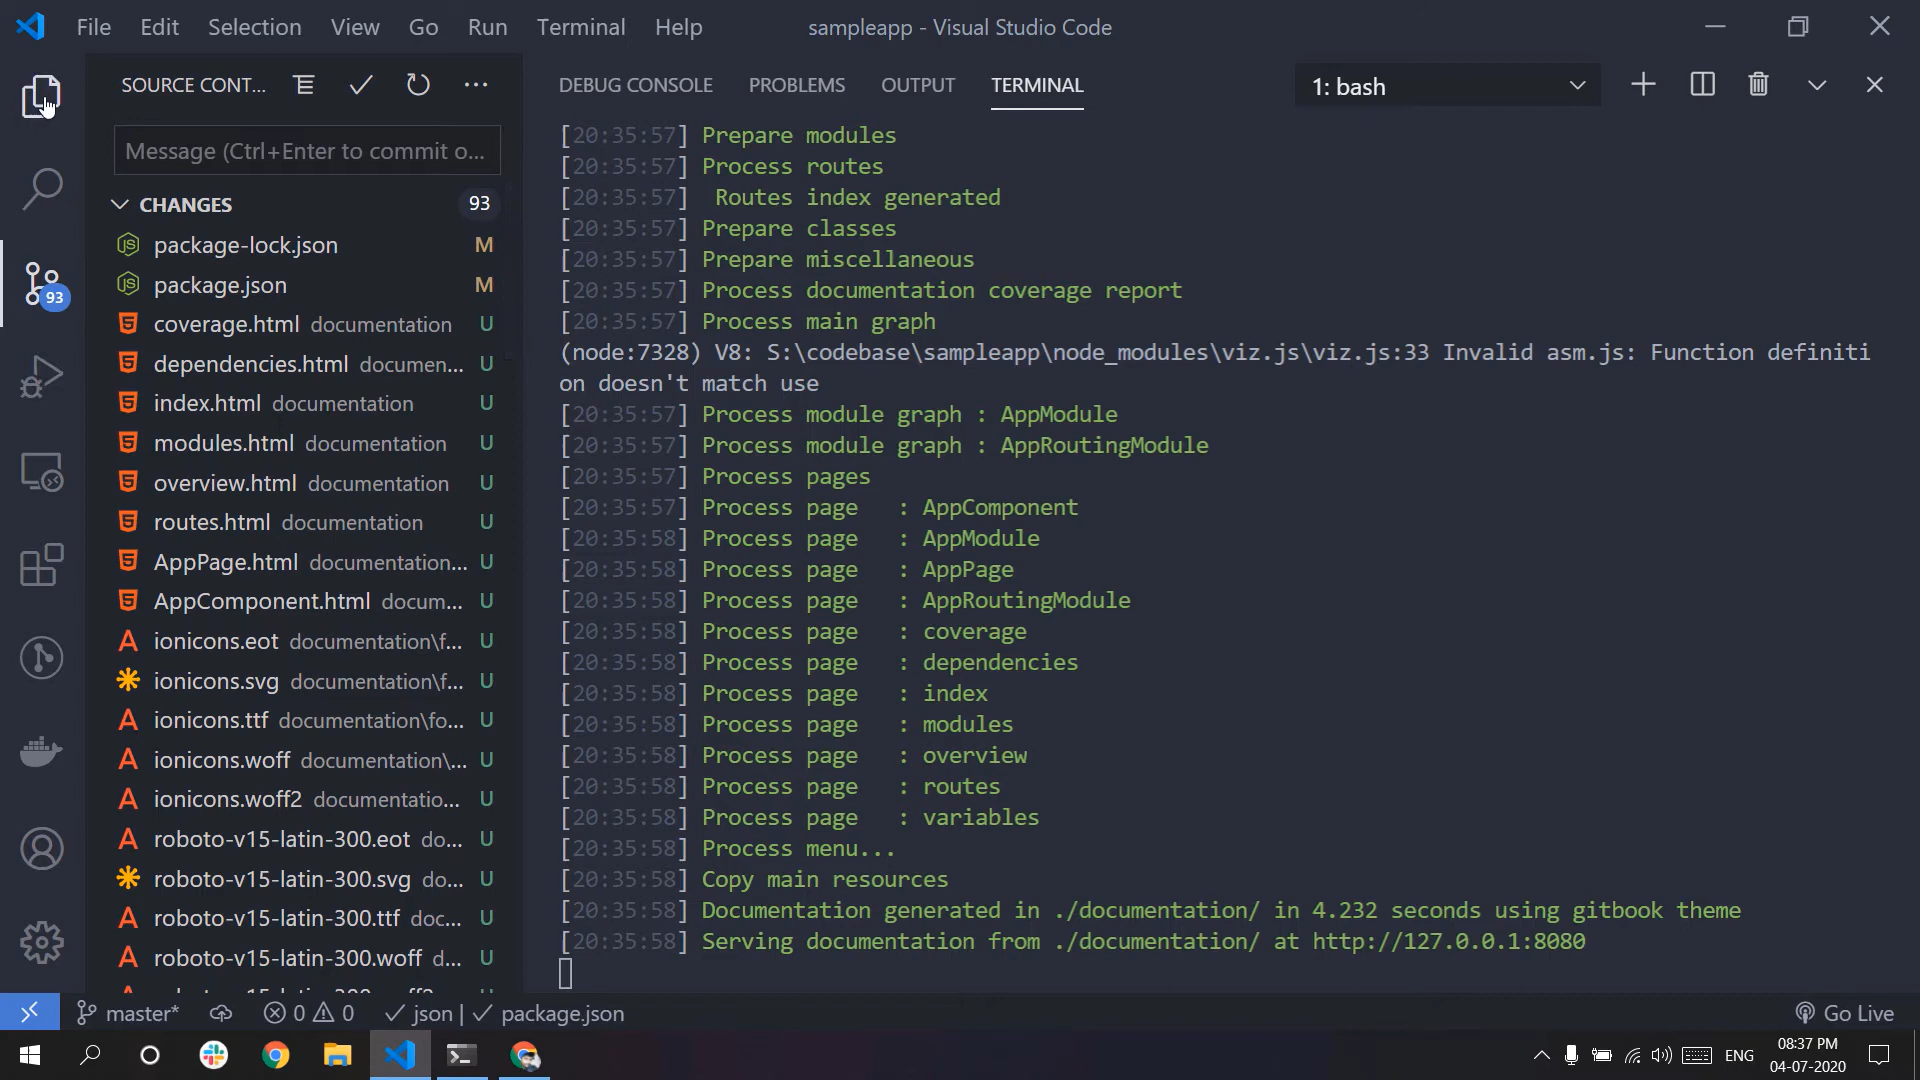 File Edit Selection View Go Run Terminal Help sampleapp - Visual Studio Code
SOURCE CONT...
Message (Ctrl+Enter to commit o...
CHANGES 93
package-lock.json M
package.json M
93
coverage.html documentation U
dependencies.html documen... U
index.html documentation U
modules.html documentation U
overview.html documentation U
routes.html documentation U
AppPage.html documentation... U
AppComponent.html docum... U
ionicons.eot documentation\f... U
ionicons.svg documentation\f... U
ionicons.ttf documentation\fo... U
ionicons.woff documentation\... U
ionicons.woff2 documentatio... U
roboto-v15-latin-300.eot do... U
roboto-v15-latin-300.svg do... U
roboto-v15-latin-300.ttf doc... U
roboto-v15-latin-300.woff d... U
DEBUG CONSOLE PROBLEMS OUTPUT TERMINAL 1: bash
[20:35:57] Prepare modules
[20:35:57] Process routes
[20:35:57]  Routes index generated
[20:35:57] Prepare classes
[20:35:57] Prepare miscellaneous
[20:35:57] Process documentation coverage report
[20:35:57] Process main graph
(node:7328) V8: S:\codebase\sampleapp\node_modules\viz.js\viz.js:33 Invalid asm.js: Function definiti
on doesn't match use
[20:35:57] Process module graph : AppModule
[20:35:57] Process module graph : AppRoutingModule
[20:35:57] Process pages
[20:35:57] Process page   : AppComponent
[20:35:58] Process page   : AppModule
[20:35:58] Process page   : AppPage
[20:35:58] Process page   : AppRoutingModule
[20:35:58] Process page   : coverage
[20:35:58] Process page   : dependencies
[20:35:58] Process page   : index
[20:35:58] Process page   : modules
[20:35:58] Process page   : overview
[20:35:58] Process page   : routes
[20:35:58] Process page   : variables
[20:35:58] Process menu...
[20:35:58] Copy main resources
[20:35:58] Documentation generated in ./documentation/ in 4.232 seconds using gitbook theme
[20:35:58] Serving documentation from ./documentation/ at http://127.0.0.1:8080
master* 0 0 json | package.json Go Live
ENG 08:37 PM
04-07-2020